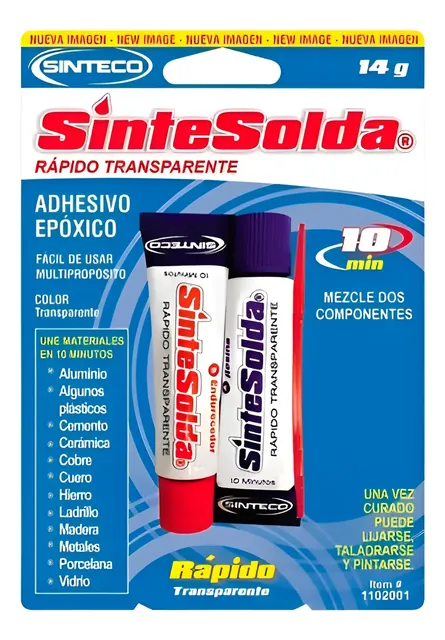 NUEVA IMAGEN - NEW IMAGE - NUEVA IMAGEN - NEW IMAGE - NUEVA IMAGEN
SINTECO
14 g
SinteSolda®
RÁPIDO TRANSPARENTE
ADHESIVO
EPÓXICO
FÁCIL DE USAR
MULTIPROPÓSITO
COLOR
Transparente
UNE MATERIALES
EN 10 MINUTOS
Aluminio
Algunos
plásticos
Cemento
Cerámica
Cobre
Cuero
Hierro
Ladrillo
Madera
Metales
Porcelana
Vidrío
SINTECO
10 Minutos
RÁPIDO TRANSPARENTE
SinteSolda®
Endurecedor
Resina
SinteSolda®
RÁPIDO TRANSPARENTE
10 Minutos
SINTECO
10
min
MEZCLE DOS
COMPONENTES
UNA VEZ
CURADO
PUEDE
LIJARSE,
TALADRARSE
Y PINTARSE.
Rápido
Transparente
Item #
1102001